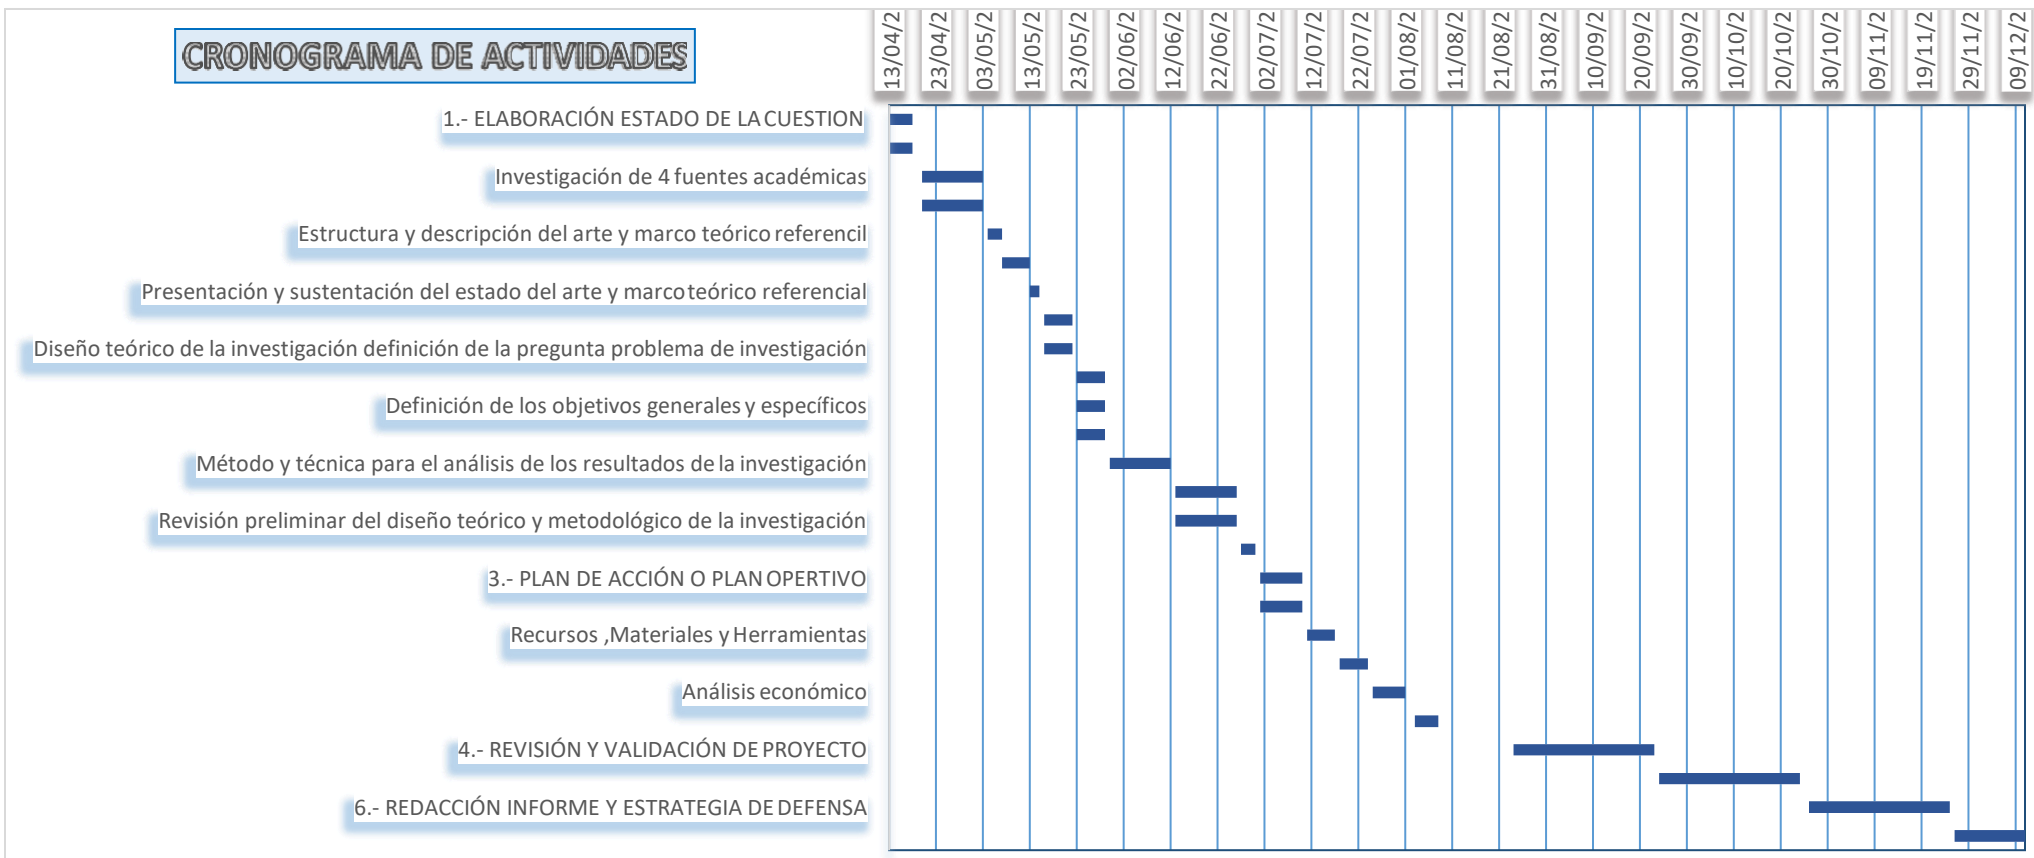 CRONOGRAMA DE ACTIVIDADES
13/04/2
23/04/2
03/05/2
13/05/2
23/05/2
02/06/2
12/06/2
22/06/2
02/07/2
12/07/2
22/07/2
01/08/2
11/08/2
21/08/2
31/08/2
10/09/2
20/09/2
30/09/2
10/10/2
20/10/2
30/10/2
09/11/2
19/11/2
29/11/2
09/12/2
1.- ELABORACIÓN ESTADO DE LA CUESTION
Investigación de 4 fuentes académicas
Estructura y descripción del arte y marco teórico referencil
Presentación y sustentación del estado del arte y marco teórico referencial
Diseño teórico de la investigación definición de la pregunta problema de investigación
Definición de los objetivos generales y específicos
Método y técnica para el análisis de los resultados de la investigación
Revisión preliminar del diseño teórico y metodológico de la investigación
3.- PLAN DE ACCIÓN O PLAN OPERTIVO
Recursos ,Materiales y Herramientas
Análisis económico
4.- REVISIÓN Y VALIDACIÓN DE PROYECTO
6.- REDACCIÓN INFORME Y ESTRATEGIA DE DEFENSA